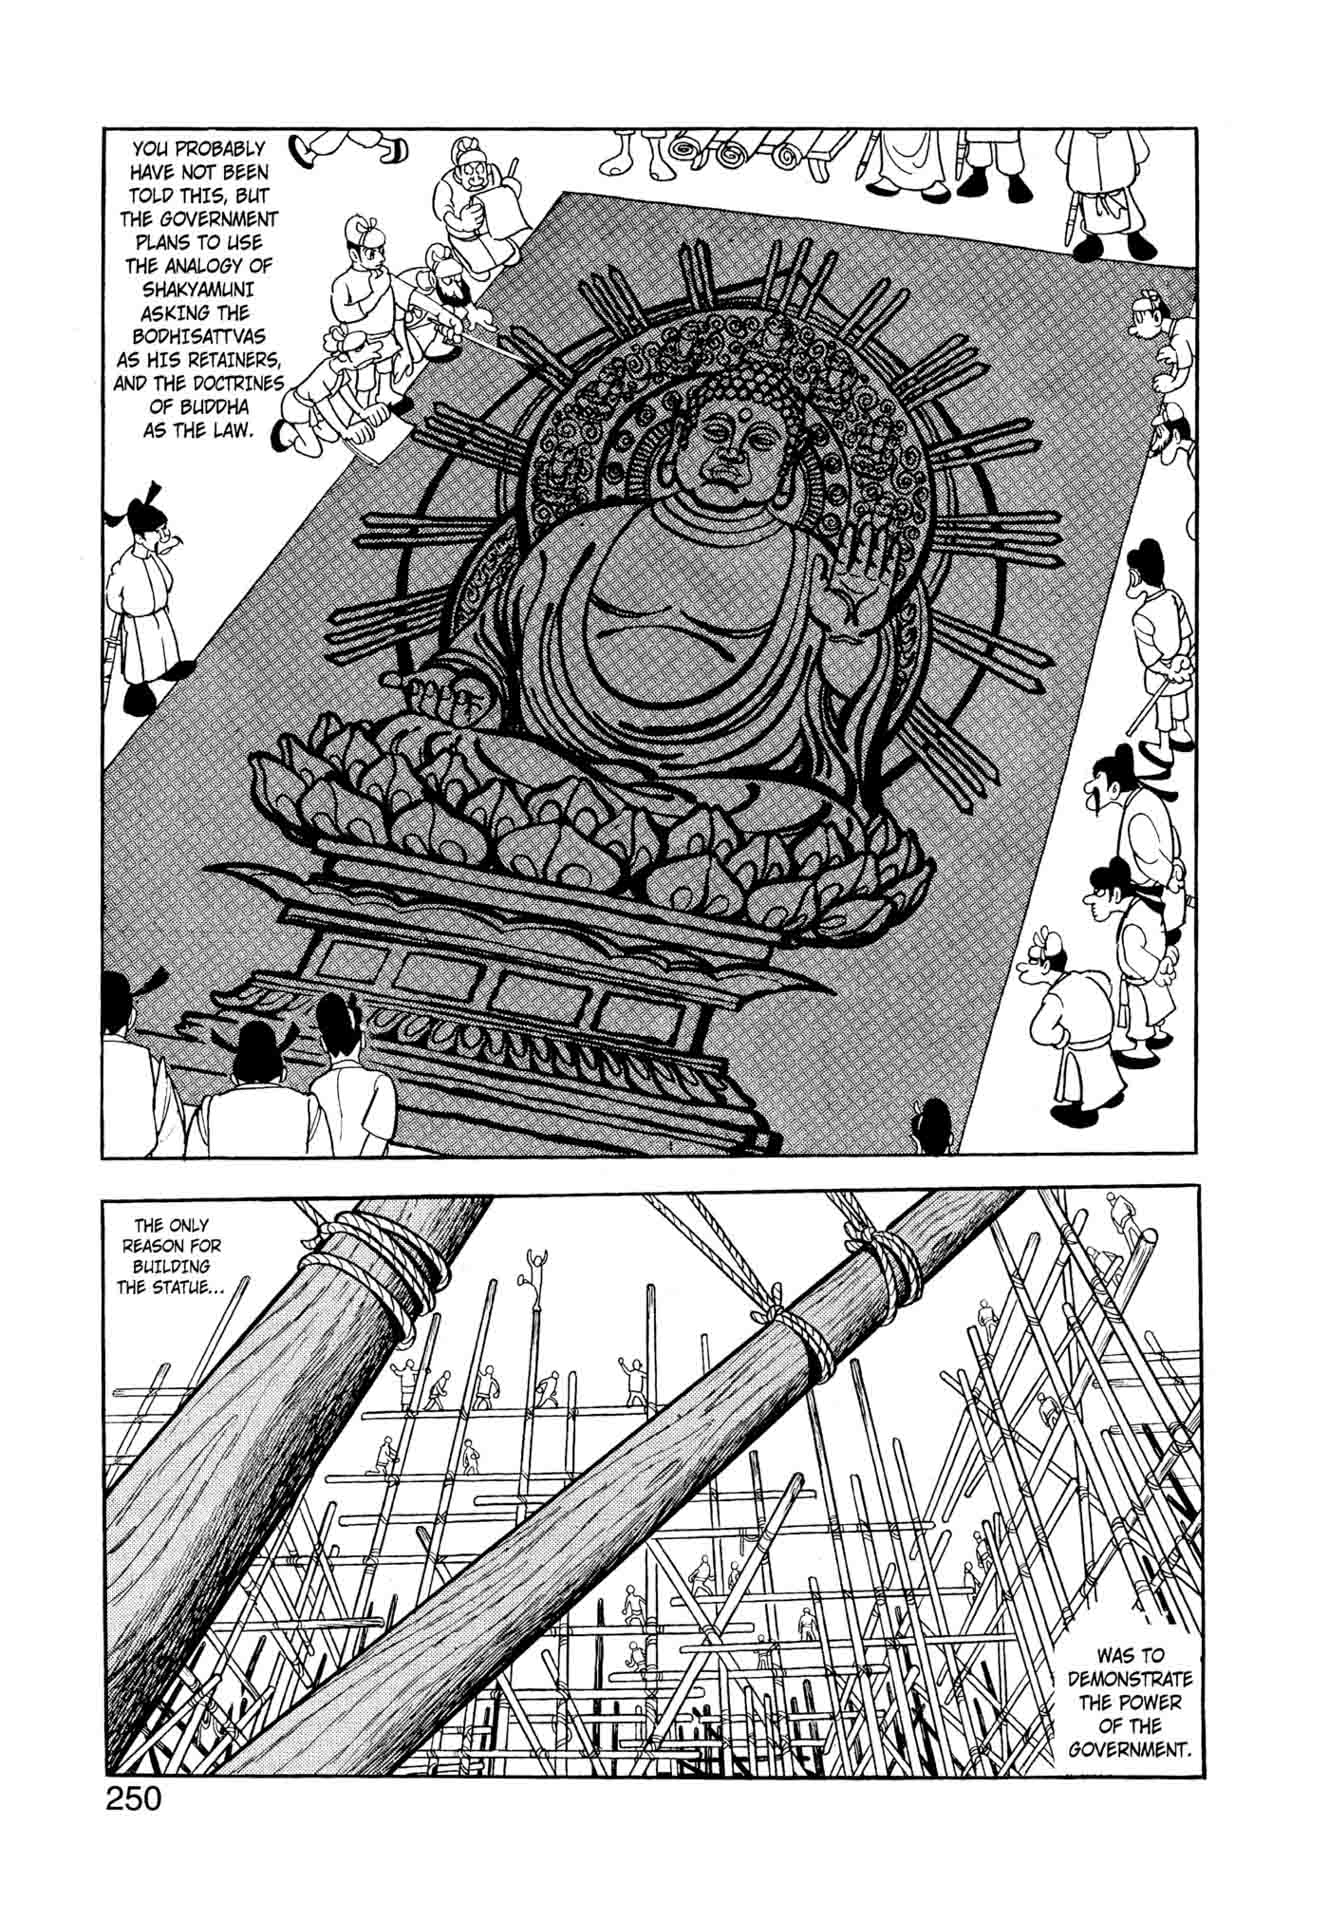 YOU PROBABLY
HAVE NOT BEEN
TOLD THIS, BUT
THE GOVERNMENT
PLANS TO USE
THE ANALOGY OF
SHAKYAMUNI
ASKING THE
BODHISATTVAS
AS HIS RETAINERS,
AND THE DOCTRINES
OF BUDDHA
AS THE LAW.
THE ONLY
REASON FOR
BUILDING
THE STATUE...
WAS TO
DEMONSTRATE
THE POWER
OF THE
GOVERNMENT.
250